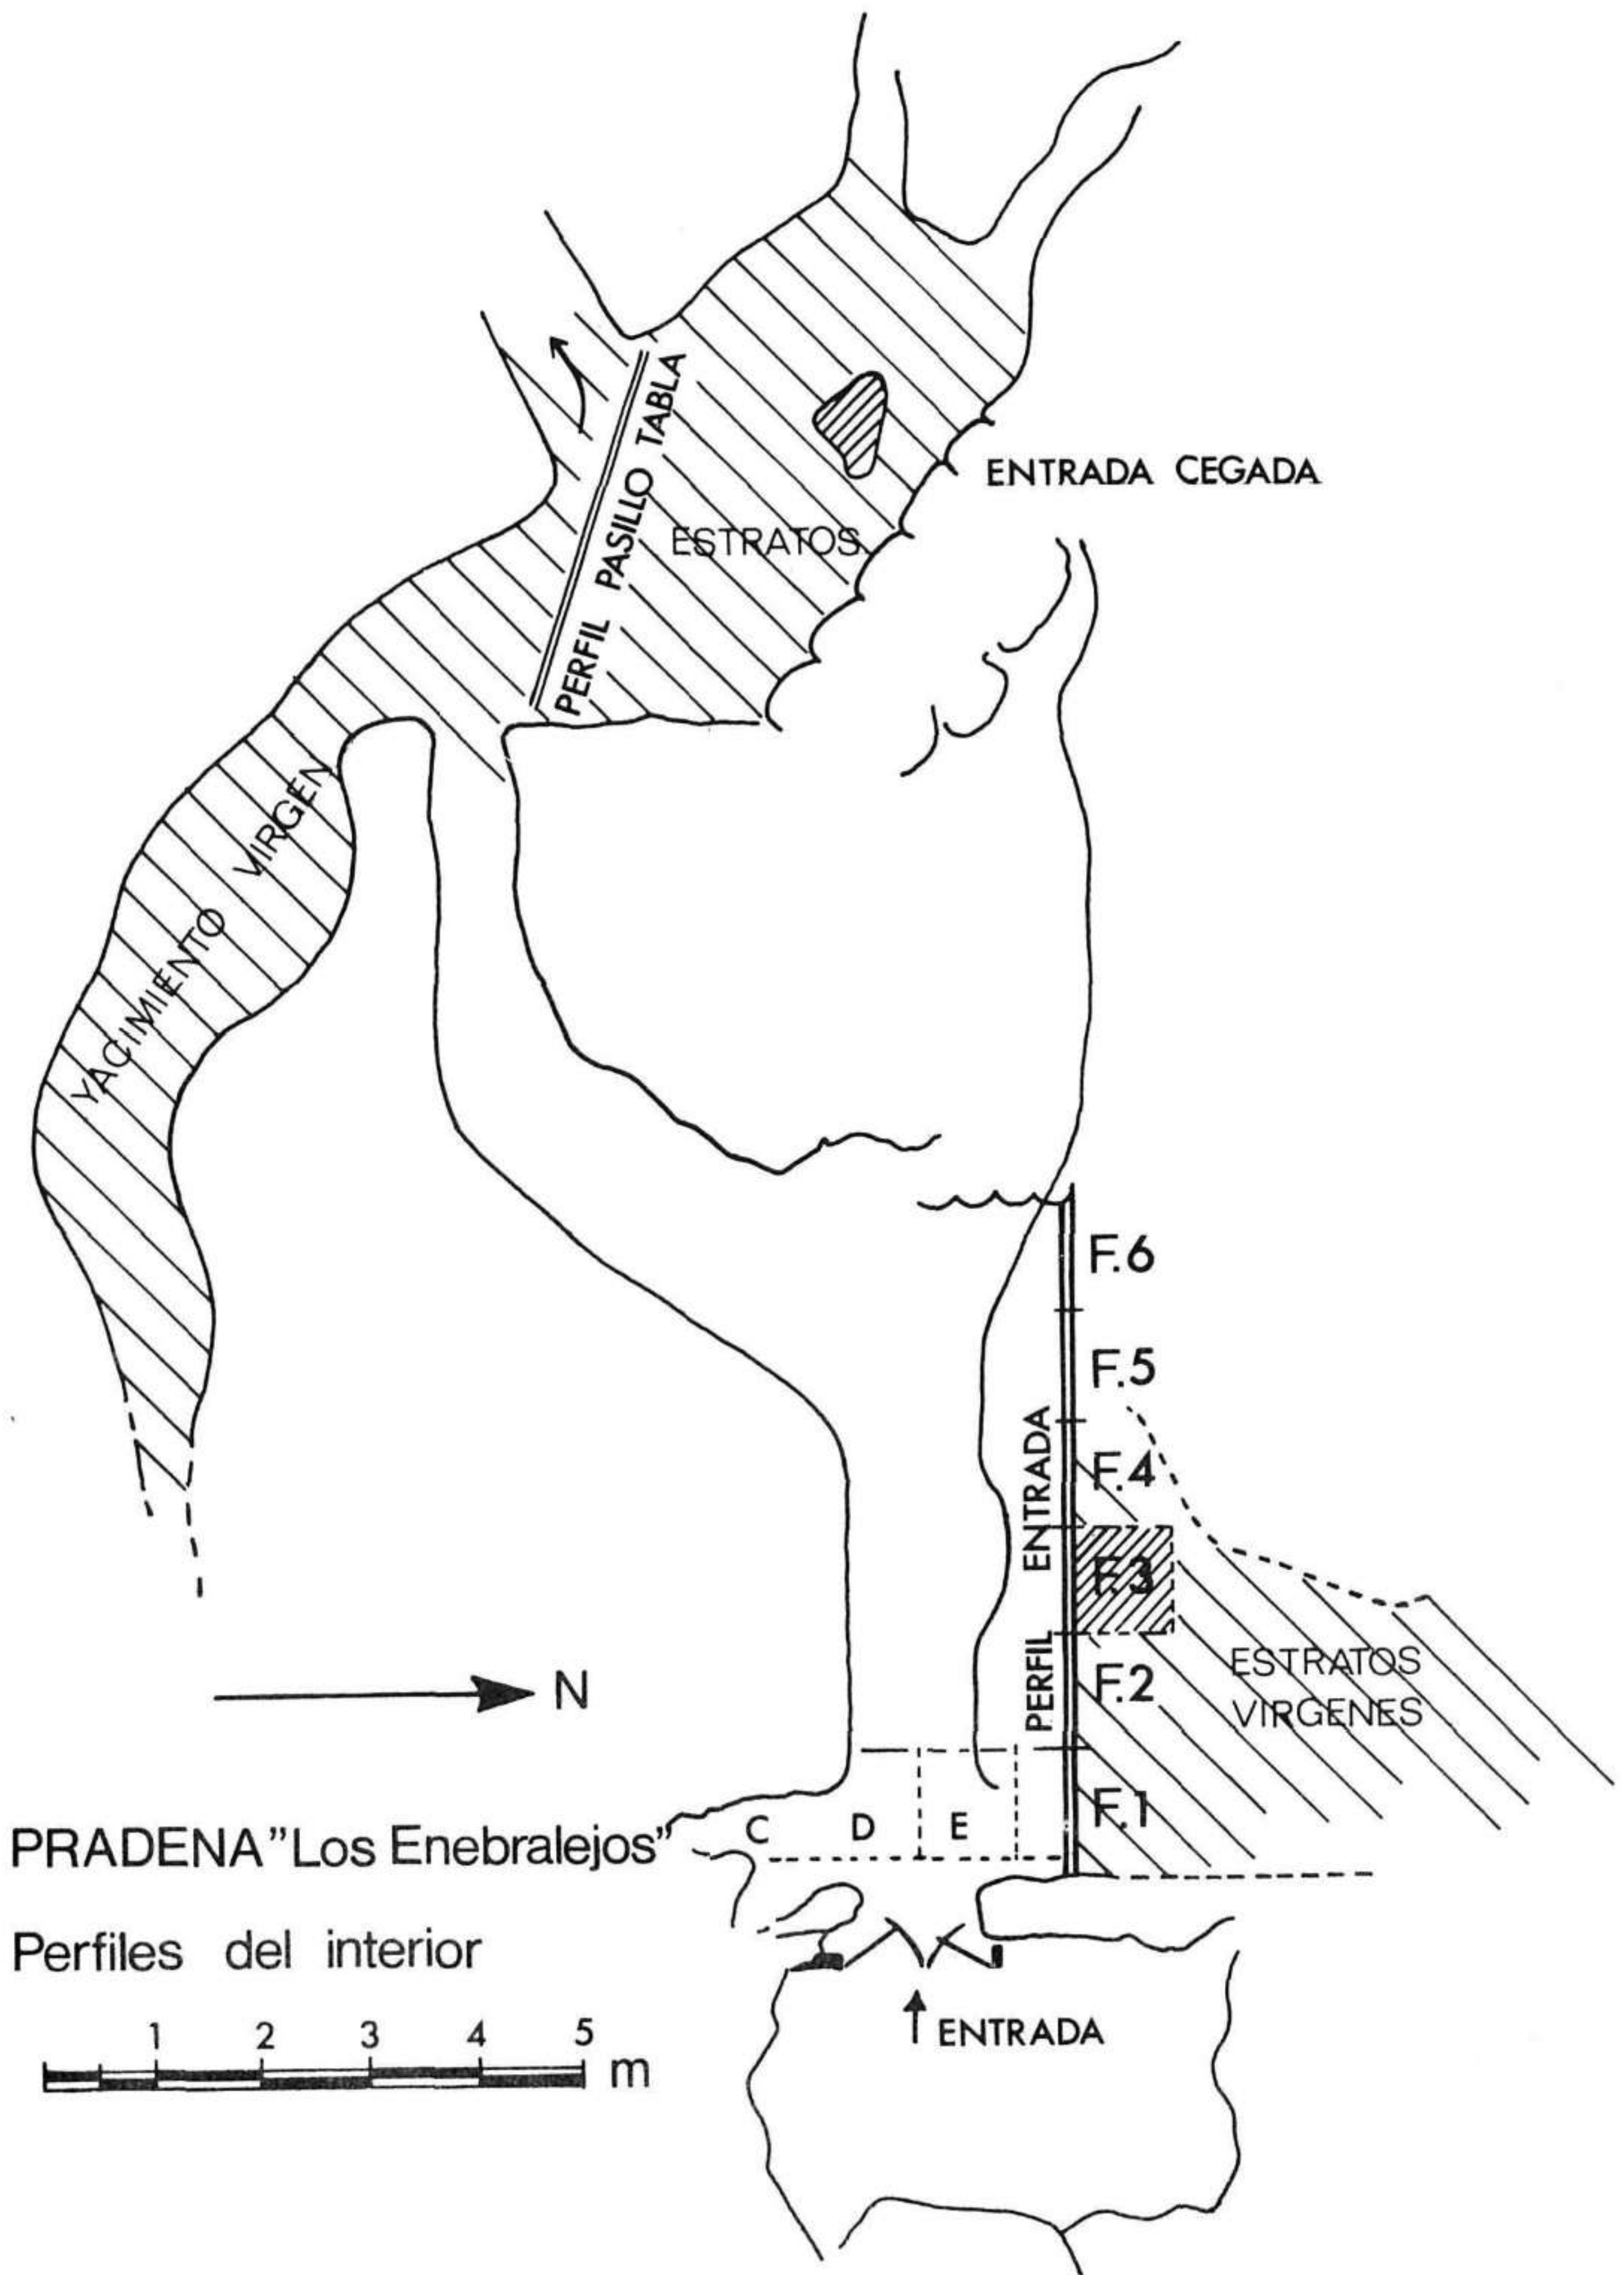 ENTRADA CEGADA
PERFIL PASILLO TABLA
ESTRATOS
YACIMIENTO VIRGEN
F.6
F.5
F.4
F.3
F.2
F.1
PERFIL ENTRADA
ESTRATOS
VIRGENES
N
C D E
PRADENA "Los Enebralejos"
Perfiles del interior
1 2 3 4 5
m
ENTRADA